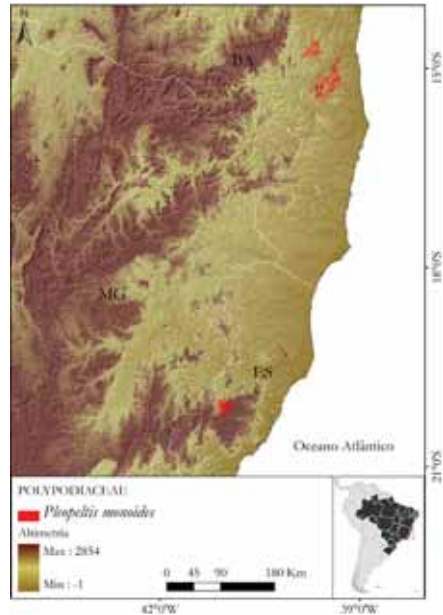 N
BA
15°0'S
18°0'S
MG
ES
Oceano Atlântico
21°0'S
POLYPODIACEAE
Pleopeltis monoides
Altimetria
Max : 2854
Min : -1
0 45 90 180 Km
42°0'W 39°0'W